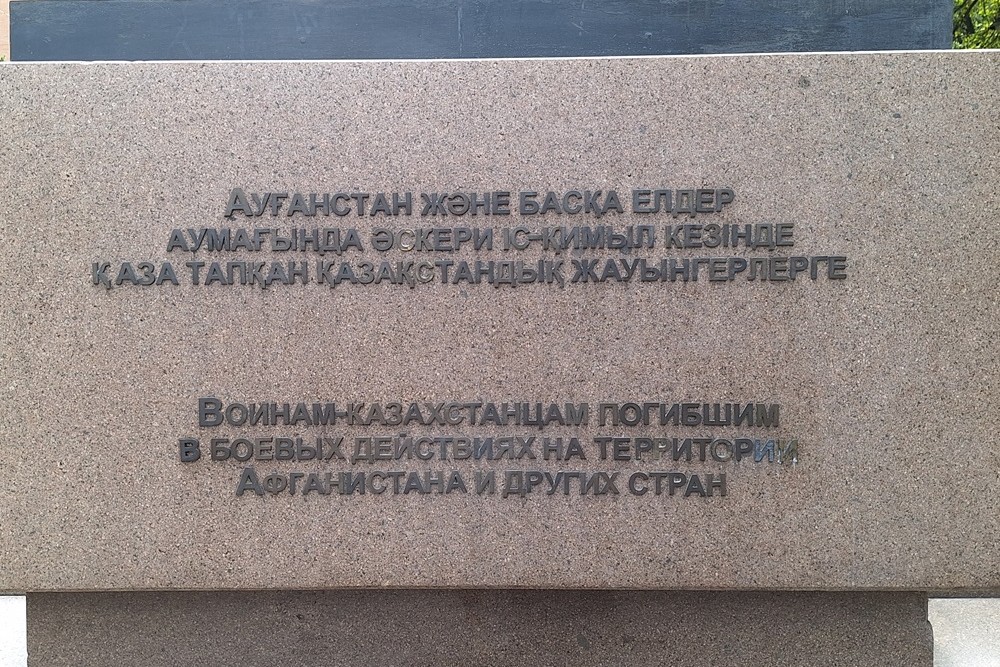 Ауғанстан және басқа елдер
аумағында әскери іс-қимыл кезінде
қаза тапқан қазақстандық жауынгерлерге
Воинам-казахстанцам погибшим
в боевых действиях на территории
Афганистана и других стран